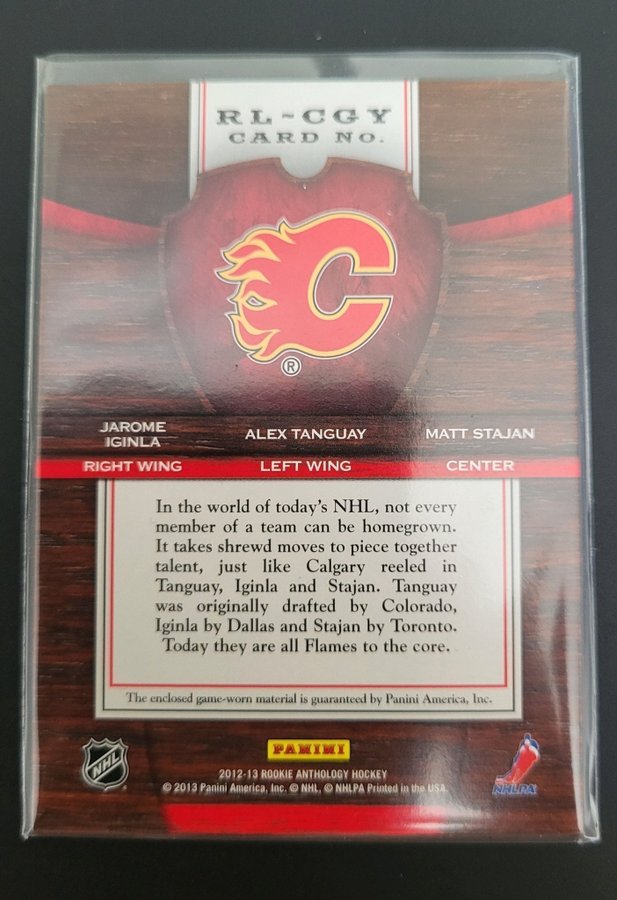 RL~CGY
CARD NO.
C
®
JAROME
IGINLA
ALEX TANGUAY
MATT STAJAN
RIGHT WING
LEFT WING
CENTER
In the world of today's NHL, not every
member of a team can be homegrown.
It takes shrewd moves to piece together
talent, just like Calgary reeled in
Tanguay, Iginla and Stajan. Tanguay
was originally drafted by Colorado,
Iginla by Dallas and Stajan by Toronto.
Today they are all Flames to the core.
The enclosed game-worn material is guaranteed by Panini America, Inc.
NHL
PANINI
NHLPA
2012-13 ROOKIE ANTHOLOGY HOCKEY
© 2013 Panini America, Inc. © NHL, © NHLPA Printed in the USA.